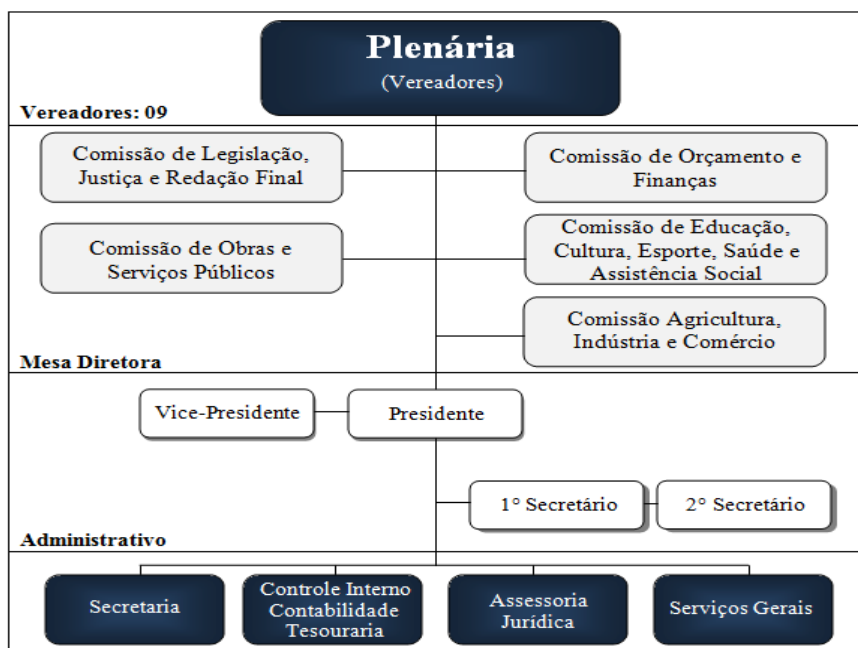 Plenária
(Vereadores)
Vereadores: 09
Comissão de Legislação,
Justiça e Redação Final
Comissão de Orçamento e
Finanças
Comissão de Obras e
Serviços Públicos
Comissão de Educação,
Cultura, Esporte, Saúde e
Assistência Social
Comissão Agricultura,
Indústria e Comércio
Mesa Diretora
Vice-Presidente
Presidente
1° Secretário
2° Secretário
Administrativo
Secretaria
Controle Interno
Contabilidade
Tesouraria
Assessoria
Jurídica
Serviços Gerais